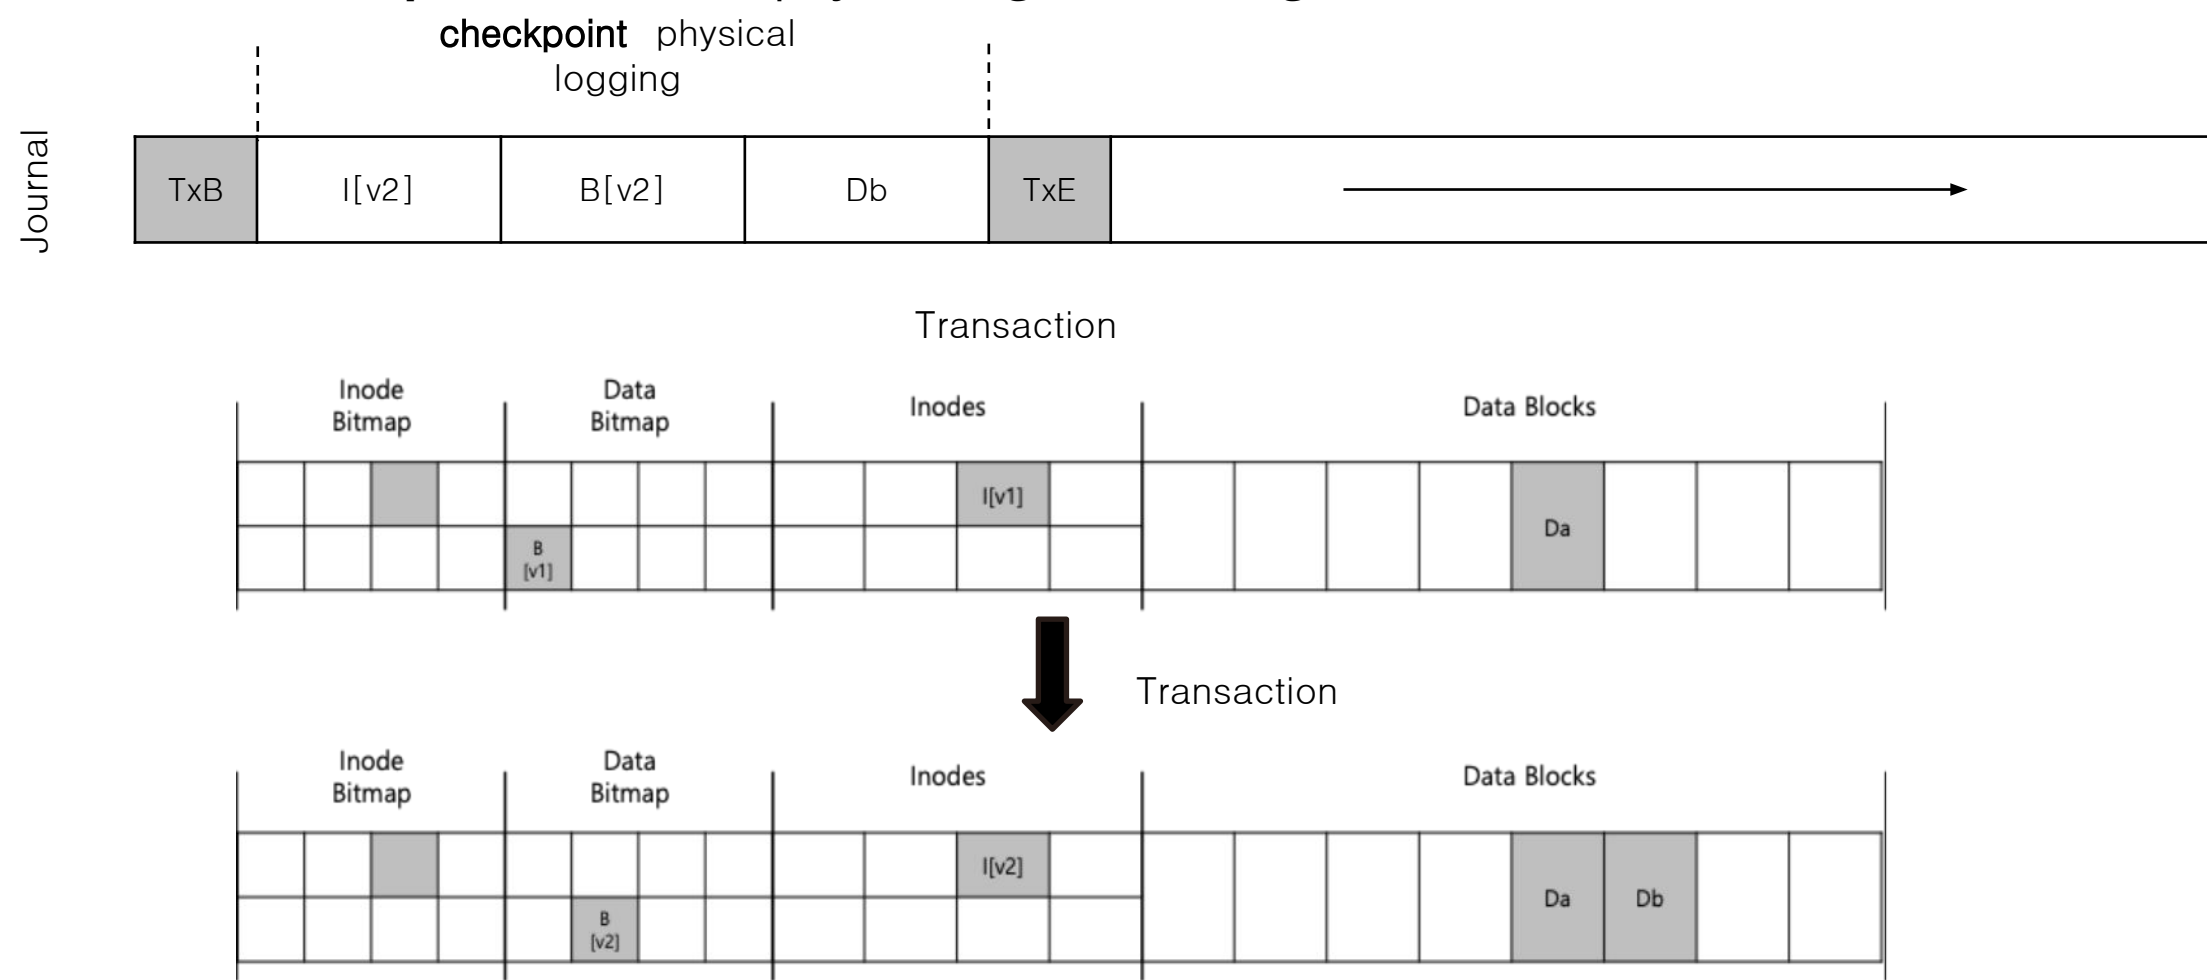 checkpoint physical
logging
Journal
TxB I[v2] B[v2] Db TxE
Transaction
Inode
Bitmap
Data
Bitmap
Inodes
Data Blocks
I[v1]
B
[v1]
Da
Transaction
Inode
Bitmap
Data
Bitmap
Inodes
Data Blocks
I[v2]
B
[v2]
Da Db